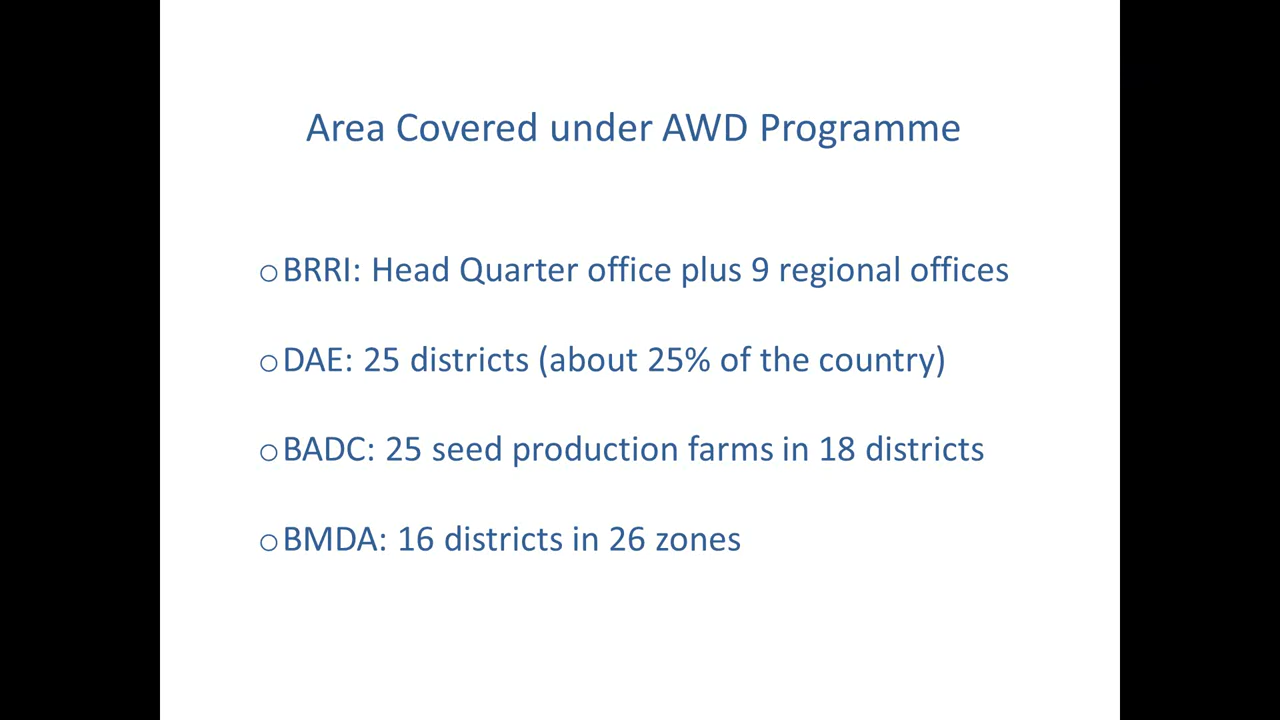 Area Covered under AWD Programme
○BRRI: Head Quarter office plus 9 regional offices
○DAE: 25 districts (about 25% of the country)
○BADC: 25 seed production farms in 18 districts
○BMDA: 16 districts in 26 zones